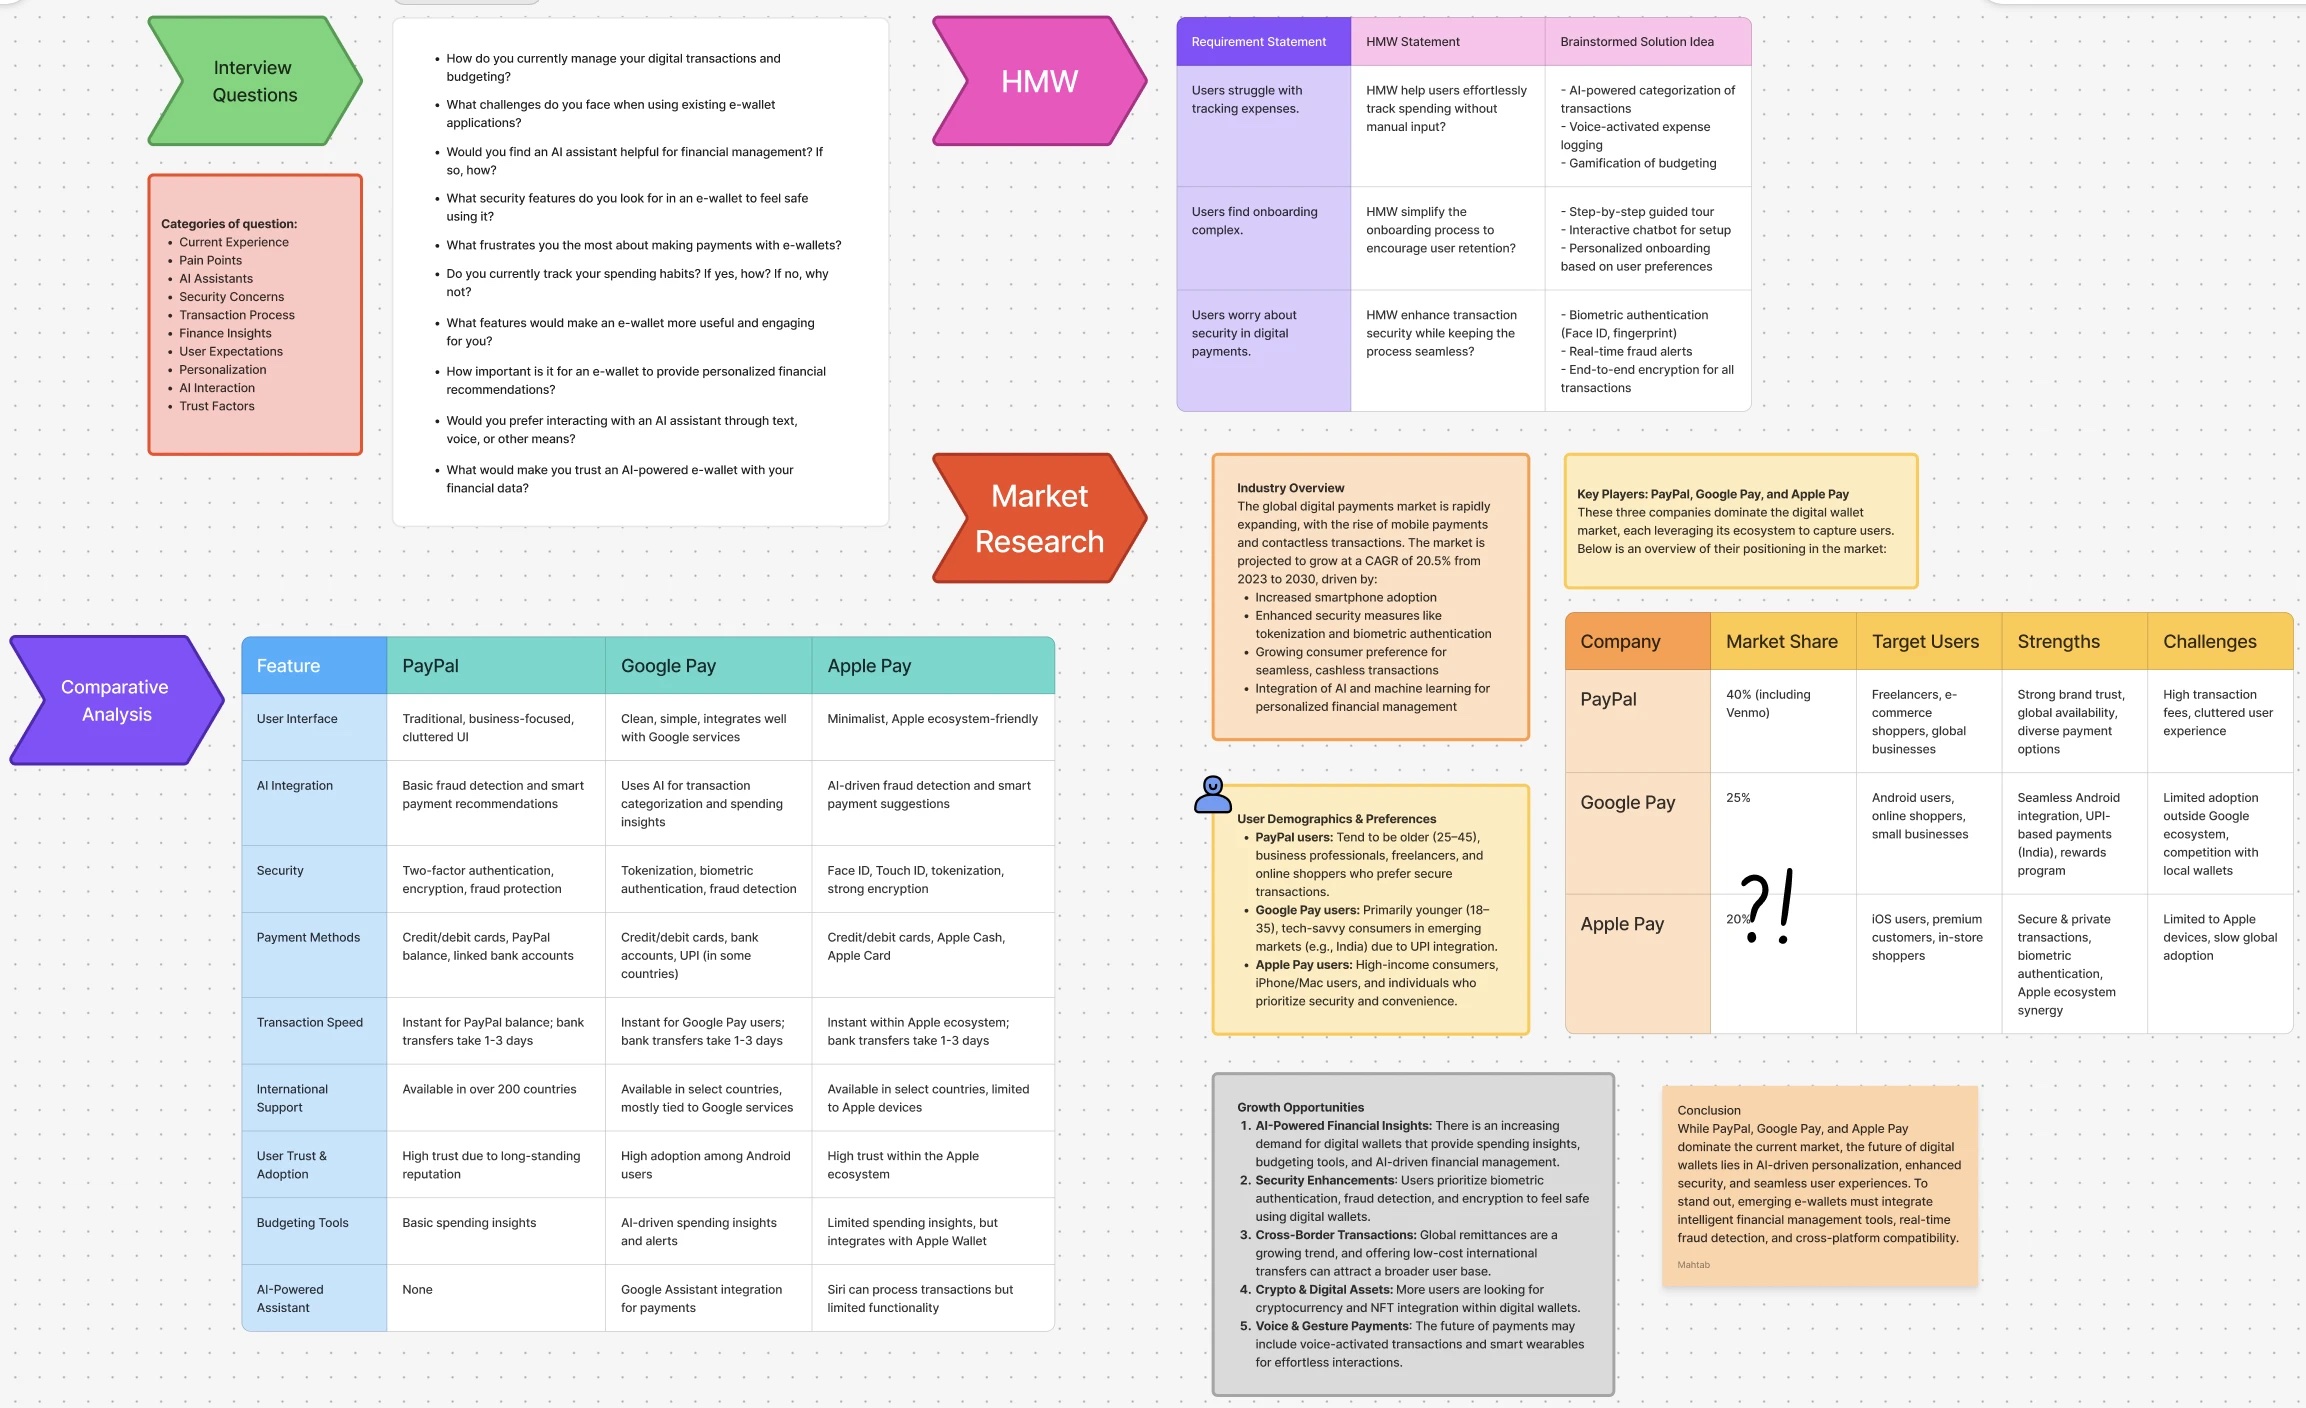 Interview
Questions
Categories of question:
• Current Experience
• Pain Points
• AI Assistants
• Security Concerns
• Transaction Process
• Finance Insights
• User Expectations
• Personalization
• AI Interaction
• Trust Factors
• How do you currently manage your digital transactions and
budgeting?
• What challenges do you face when using existing e-wallet
applications?
• Would you find an AI assistant helpful for financial management? If
so, how?
• What security features do you look for in an e-wallet to feel safe
using it?
• What frustrates you the most about making payments with e-wallets?
• Do you currently track your spending habits? If yes, how? If no, why
not?
• What features would make an e-wallet more useful and engaging
for you?
• How important is it for an e-wallet to provide personalized financial
recommendations?
• Would you prefer interacting with an AI assistant through text,
voice, or other means?
• What would make you trust an AI-powered e-wallet with your
financial data?
HMW
Requirement Statement
HMW Statement
Brainstormed Solution Idea
Users struggle with
tracking expenses.
HMW help users effortlessly
track spending without
manual input?
- AI-powered categorization of
transactions
- Voice-activated expense
logging
- Gamification of budgeting
Users find onboarding
complex.
HMW simplify the
onboarding process to
encourage user retention?
- Step-by-step guided tour
- Interactive chatbot for setup
- Personalized onboarding
based on user preferences
Users worry about
security in digital
payments.
HMW enhance transaction
security while keeping the
process seamless?
- Biometric authentication
(Face ID, fingerprint)
- Real-time fraud alerts
- End-to-end encryption for all
transactions
Market
Research
Industry Overview
The global digital payments market is rapidly
expanding, with the rise of mobile payments
and contactless transactions. The market is
projected to grow at a CAGR of 20.5% from
2023 to 2030, driven by:
• Increased smartphone adoption
• Enhanced security measures like
tokenization and biometric authentication
• Growing consumer preference for
seamless, cashless transactions
• Integration of AI and machine learning for
personalized financial management
Key Players: PayPal, Google Pay, and Apple Pay
These three companies dominate the digital wallet
market, each leveraging its ecosystem to capture users.
Below is an overview of their positioning in the market:
Company
Market Share
Target Users
Strengths
Challenges
PayPal
40% (including
Venmo)
Freelancers, e-
commerce
shoppers, global
businesses
Strong brand trust,
global availability,
diverse payment
options
High transaction
fees, cluttered user
experience
Google Pay
25%
Android users,
online shoppers,
small businesses
Seamless Android
integration, UPI-
based payments
(India), rewards
program
Limited adoption
outside Google
ecosystem,
competition with
local wallets
Apple Pay
20%
?!
iOS users, premium
customers, in-store
shoppers
Secure & private
transactions,
biometric
authentication,
Apple ecosystem
synergy
Limited to Apple
devices, slow global
adoption
User Demographics & Preferences
• PayPal users: Tend to be older (25–45),
business professionals, freelancers, and
online shoppers who prefer secure
transactions.
• Google Pay users: Primarily younger (18–
35), tech-savvy consumers in emerging
markets (e.g., India) due to UPI integration.
• Apple Pay users: High-income consumers,
iPhone/Mac users, and individuals who
prioritize security and convenience.
Growth Opportunities
1. AI-Powered Financial Insights: There is an increasing
demand for digital wallets that provide spending insights,
budgeting tools, and AI-driven financial management.
2. Security Enhancements: Users prioritize biometric
authentication, fraud detection, and encryption to feel safe
using digital wallets.
3. Cross-Border Transactions: Global remittances are a
growing trend, and offering low-cost international
transfers can attract a broader user base.
4. Crypto & Digital Assets: More users are looking for
cryptocurrency and NFT integration within digital wallets.
5. Voice & Gesture Payments: The future of payments may
include voice-activated transactions and smart wearables
for effortless interactions.
Conclusion
While PayPal, Google Pay, and Apple Pay
dominate the current market, the future of digital
wallets lies in AI-driven personalization, enhanced
security, and seamless user experiences. To
stand out, emerging e-wallets must integrate
intelligent financial management tools, real-time
fraud detection, and cross-platform compatibility.
Mahtab
Comparative
Analysis
Feature
PayPal
Google Pay
Apple Pay
User Interface
Traditional, business-focused,
cluttered UI
Clean, simple, integrates well
with Google services
Minimalist, Apple ecosystem-friendly
AI Integration
Basic fraud detection and smart
payment recommendations
Uses AI for transaction
categorization and spending
insights
AI-driven fraud detection and smart
payment suggestions
Security
Two-factor authentication,
encryption, fraud protection
Tokenization, biometric
authentication, fraud detection
Face ID, Touch ID, tokenization,
strong encryption
Payment Methods
Credit/debit cards, PayPal
balance, linked bank accounts
Credit/debit cards, bank
accounts, UPI (in some
countries)
Credit/debit cards, Apple Cash,
Apple Card
Transaction Speed
Instant for PayPal balance; bank
transfers take 1-3 days
Instant for Google Pay users;
bank transfers take 1-3 days
Instant within Apple ecosystem;
bank transfers take 1-3 days
International
Support
Available in over 200 countries
Available in select countries,
mostly tied to Google services
Available in select countries, limited
to Apple devices
User Trust &
Adoption
High trust due to long-standing
reputation
High adoption among Android
users
High trust within the Apple
ecosystem
Budgeting Tools
Basic spending insights
AI-driven spending insights
and alerts
Limited spending insights, but
integrates with Apple Wallet
AI-Powered
Assistant
None
Google Assistant integration
for payments
Siri can process transactions but
limited functionality